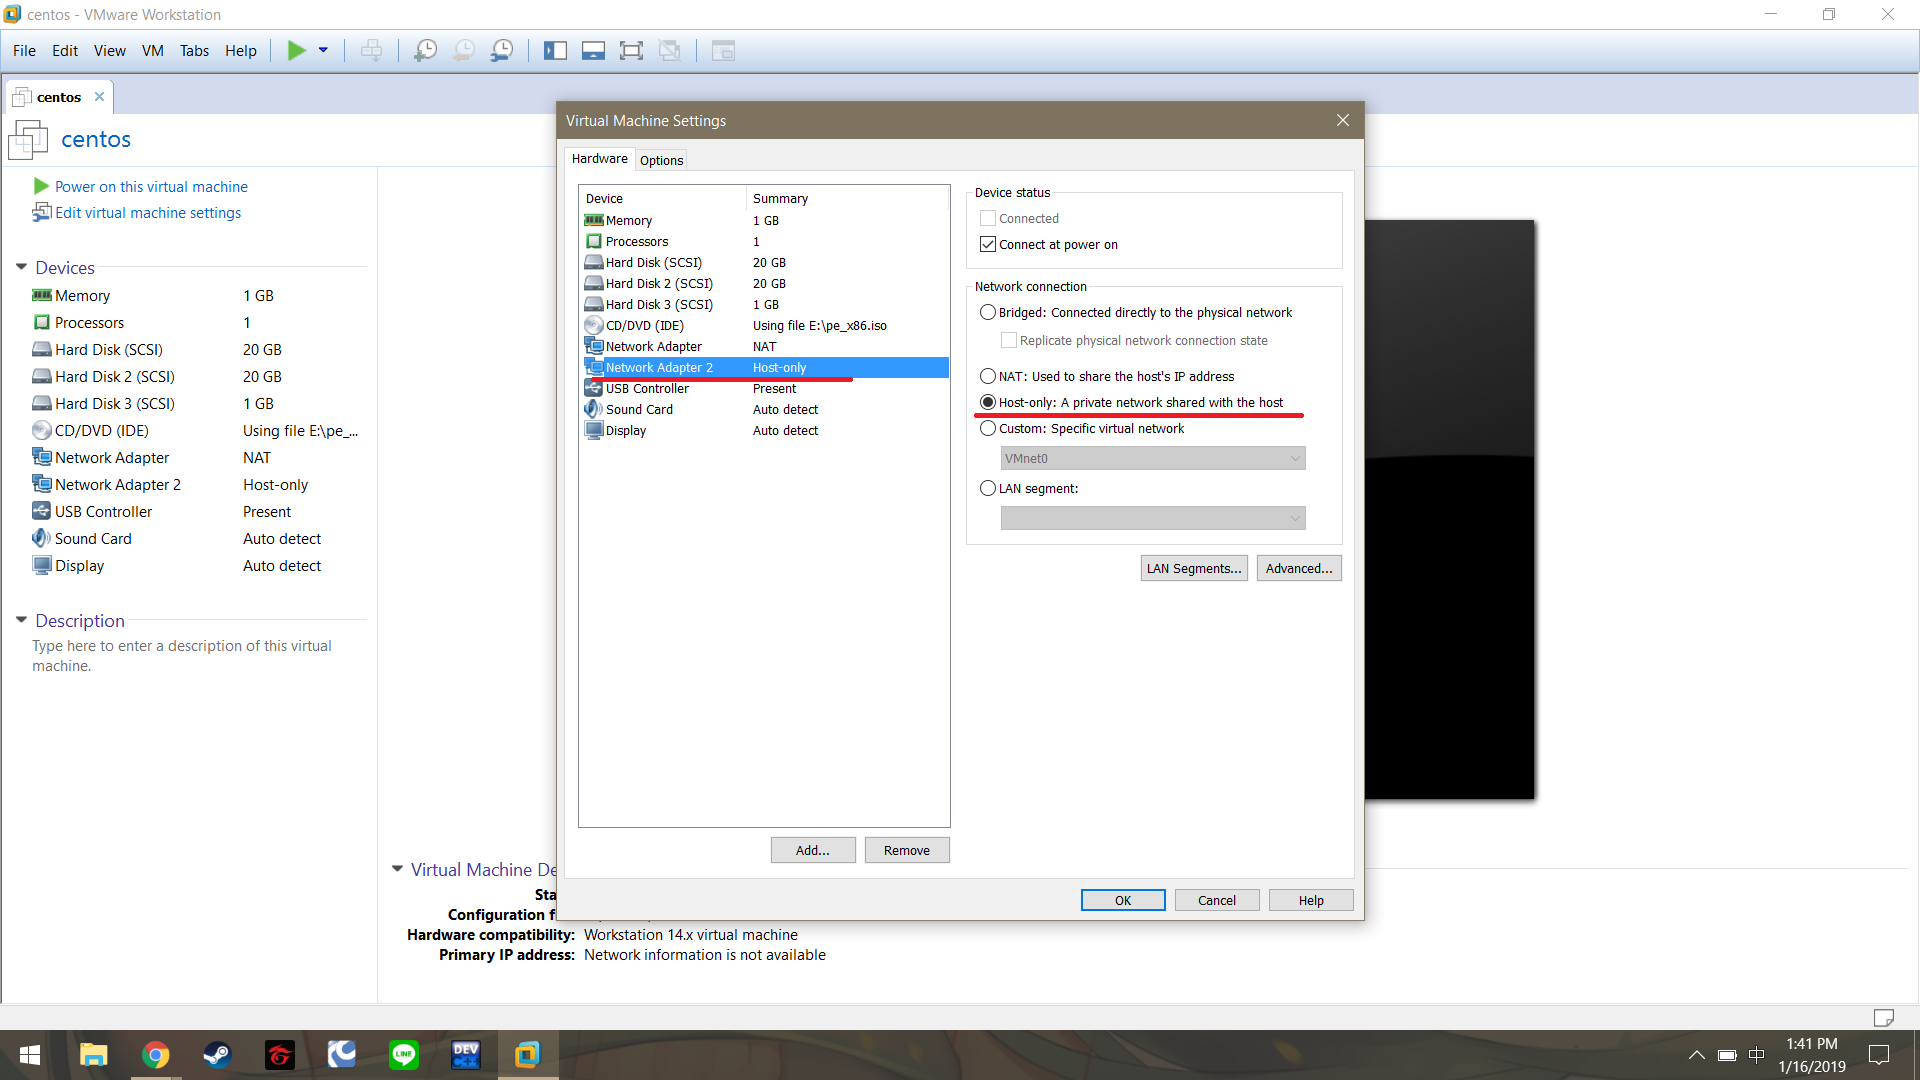 centos - VMware Workstation
File Edit View VM Tabs Help
centos
centos
Power on this virtual machine
Edit virtual machine settings
Devices
Memory 1 GB
Processors 1
Hard Disk (SCSI) 20 GB
Hard Disk 2 (SCSI) 20 GB
Hard Disk 3 (SCSI) 1 GB
CD/DVD (IDE) Using file E:\pe_...
Network Adapter NAT
Network Adapter 2 Host-only
USB Controller Present
Sound Card Auto detect
Display Auto detect
Description
Type here to enter a description of this virtual
machine.
Virtual Machine Settings
Hardware Options
Device Summary
Memory 1 GB
Processors 1
Hard Disk (SCSI) 20 GB
Hard Disk 2 (SCSI) 20 GB
Hard Disk 3 (SCSI) 1 GB
CD/DVD (IDE) Using file E:\pe_x86.iso
Network Adapter NAT
Network Adapter 2 Host-only
USB Controller Present
Sound Card Auto detect
Display Auto detect
Add... Remove
Device status
Connected
Connect at power on
Network connection
Bridged: Connected directly to the physical network
Replicate physical network connection state
NAT: Used to share the host's IP address
Host-only: A private network shared with the host
Custom: Specific virtual network
VMnet0
LAN segment:
LAN Segments... Advanced...
OK Cancel Help
Virtual Machine De
Sta
Configuration f
Hardware compatibility: Workstation 14.x virtual machine
Primary IP address: Network information is not available
LINE
DEV
C++
中
1:41 PM
1/16/2019